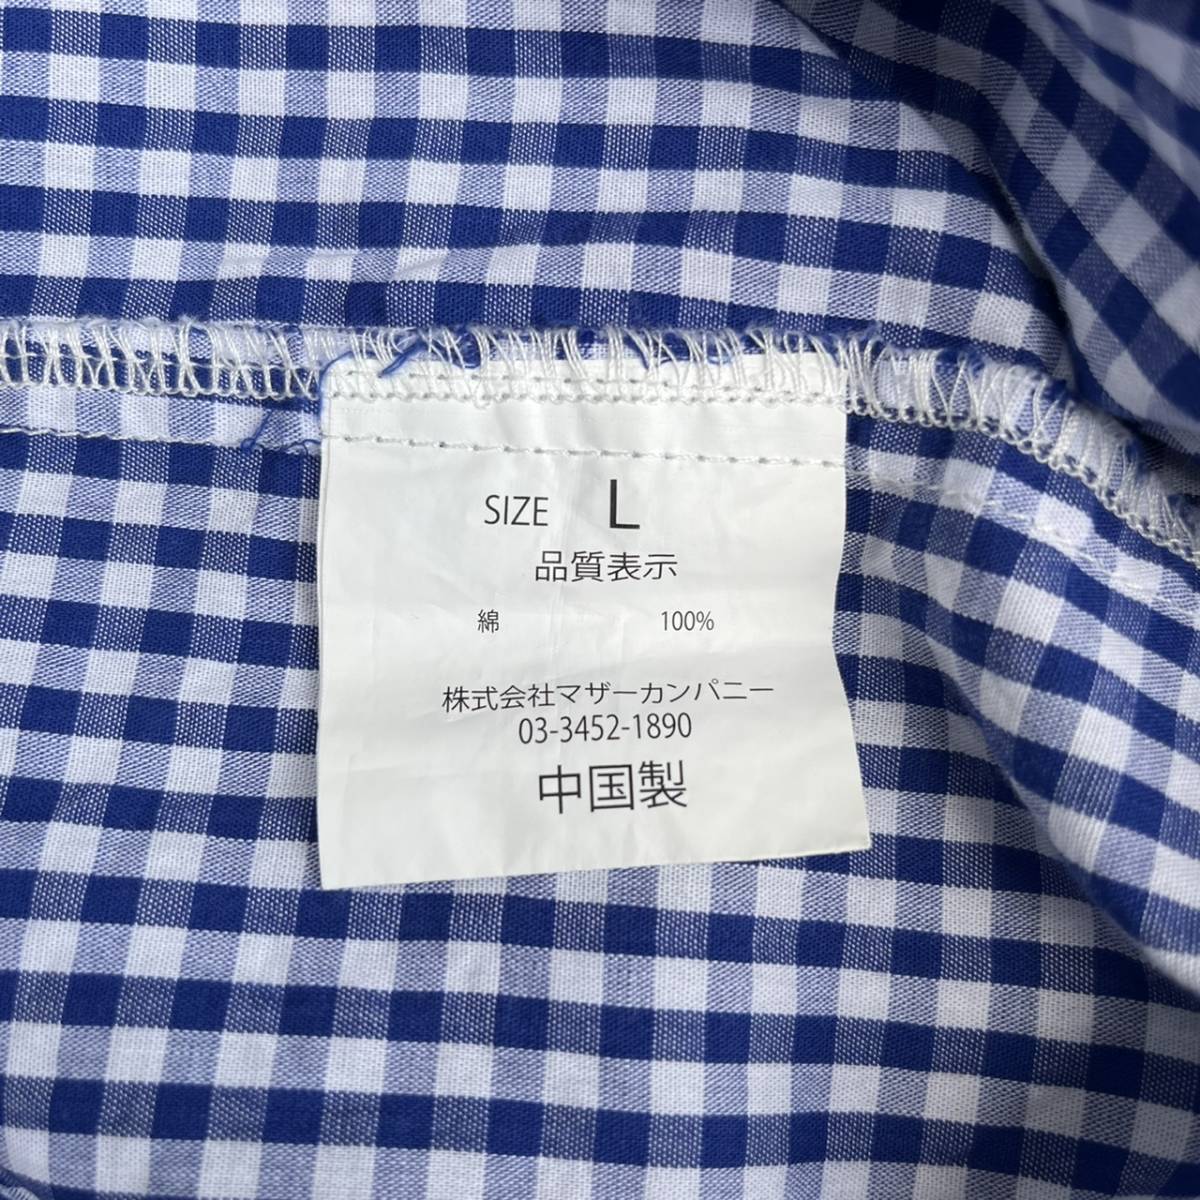 SIZE L
品質表示
綿 100%
株式会社マザーカンパニー
03-3452-1890
中国製